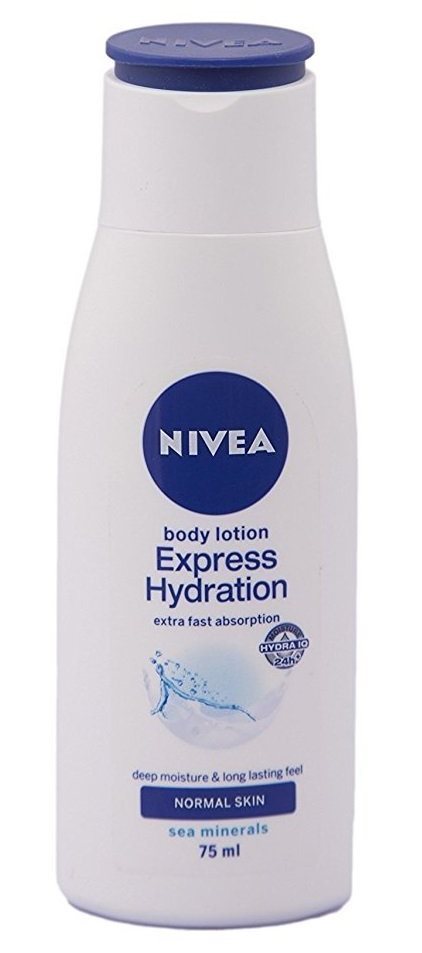 NIVEA
NIVEA
body lotion
Express
Hydration
extra fast absorption
MOISTURE
HYDRA IQ
24h+
deep moisture & long lasting feel
NORMAL SKIN
sea minerals
75 ml